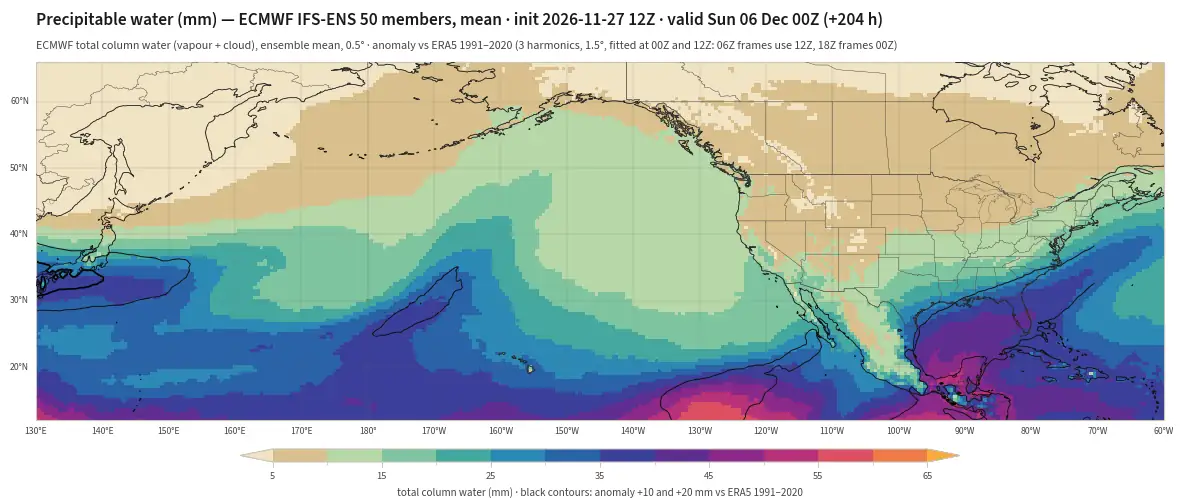 Precipitable water (mm) — ECMWF IFS-ENS 50 members, mean · init 2026-11-27 12Z · valid Sun 06 Dec 00Z (+204 h)
ECMWF total column water (vapour + cloud), ensemble mean, 0.5° · anomaly vs ERA5 1991–2020 (3 harmonics, 1.5°, fitted at 00Z and 12Z: 06Z frames use 12Z, 18Z frames 00Z)
60°N
50°N
40°N
30°N
20°N
130°E 140°E 150°E 160°E 170°E 180° 170°W 160°W 150°W 140°W 130°W 120°W 110°W 100°W 90°W 80°W 70°W 60°W
5 15 25 35 45 55 65
total column water (mm) · black contours: anomaly +10 and +20 mm vs ERA5 1991–2020